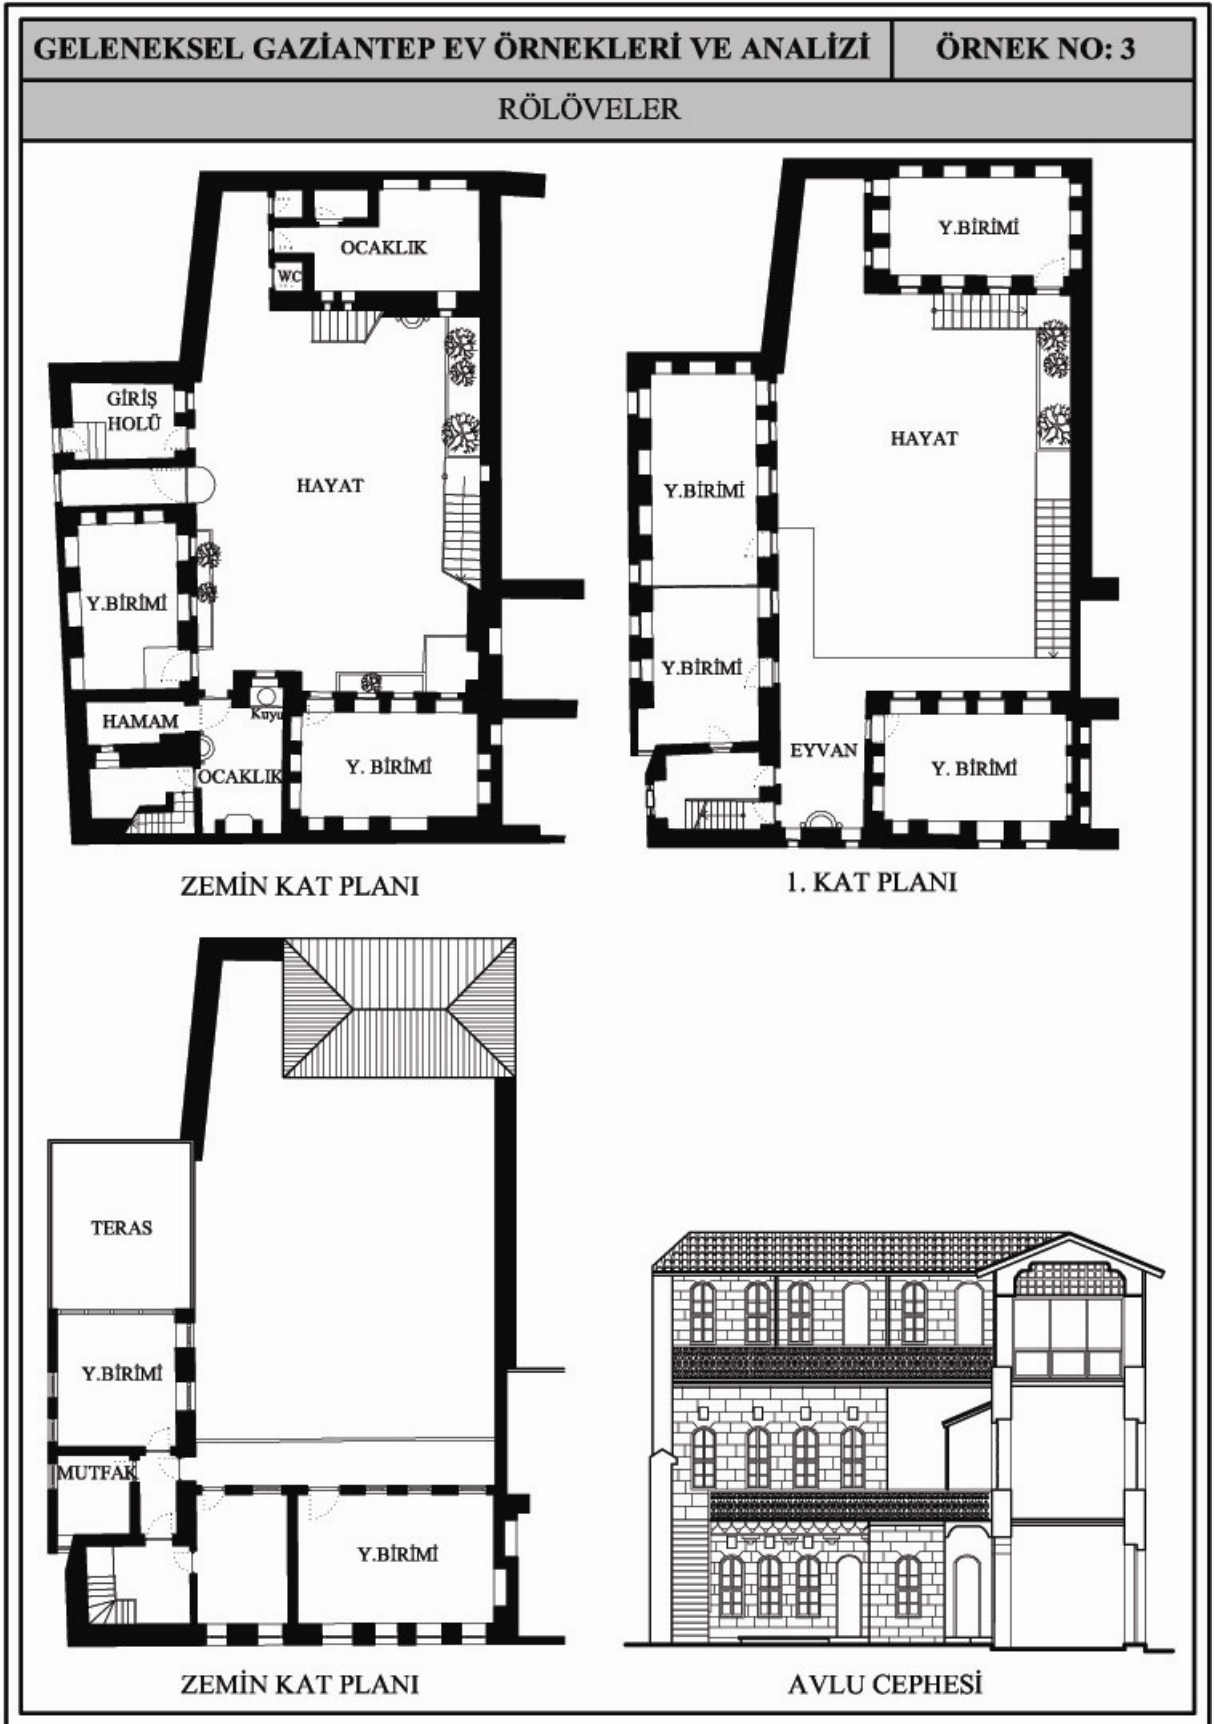 GELENEKSEL GAZİANTEP EV ÖRNEKLERİ VE ANALİZİ
ÖRNEK NO: 3
RÖLÖVELER
OCAKLIK
WC
GİRİŞ
HOLÜ
HAYAT
Y.BİRİMİ
HAMAM
Kuyu
OCAKLIK
Y. BİRİMİ
ZEMİN KAT PLANI
Y.BİRİMİ
HAYAT
Y.BİRİMİ
Y.BİRİMİ
EYVAN
Y. BİRİMİ
1. KAT PLANI
TERAS
Y.BİRİMİ
MUTFAK
Y.BİRİMİ
ZEMİN KAT PLANI
AVLU CEPHESİ